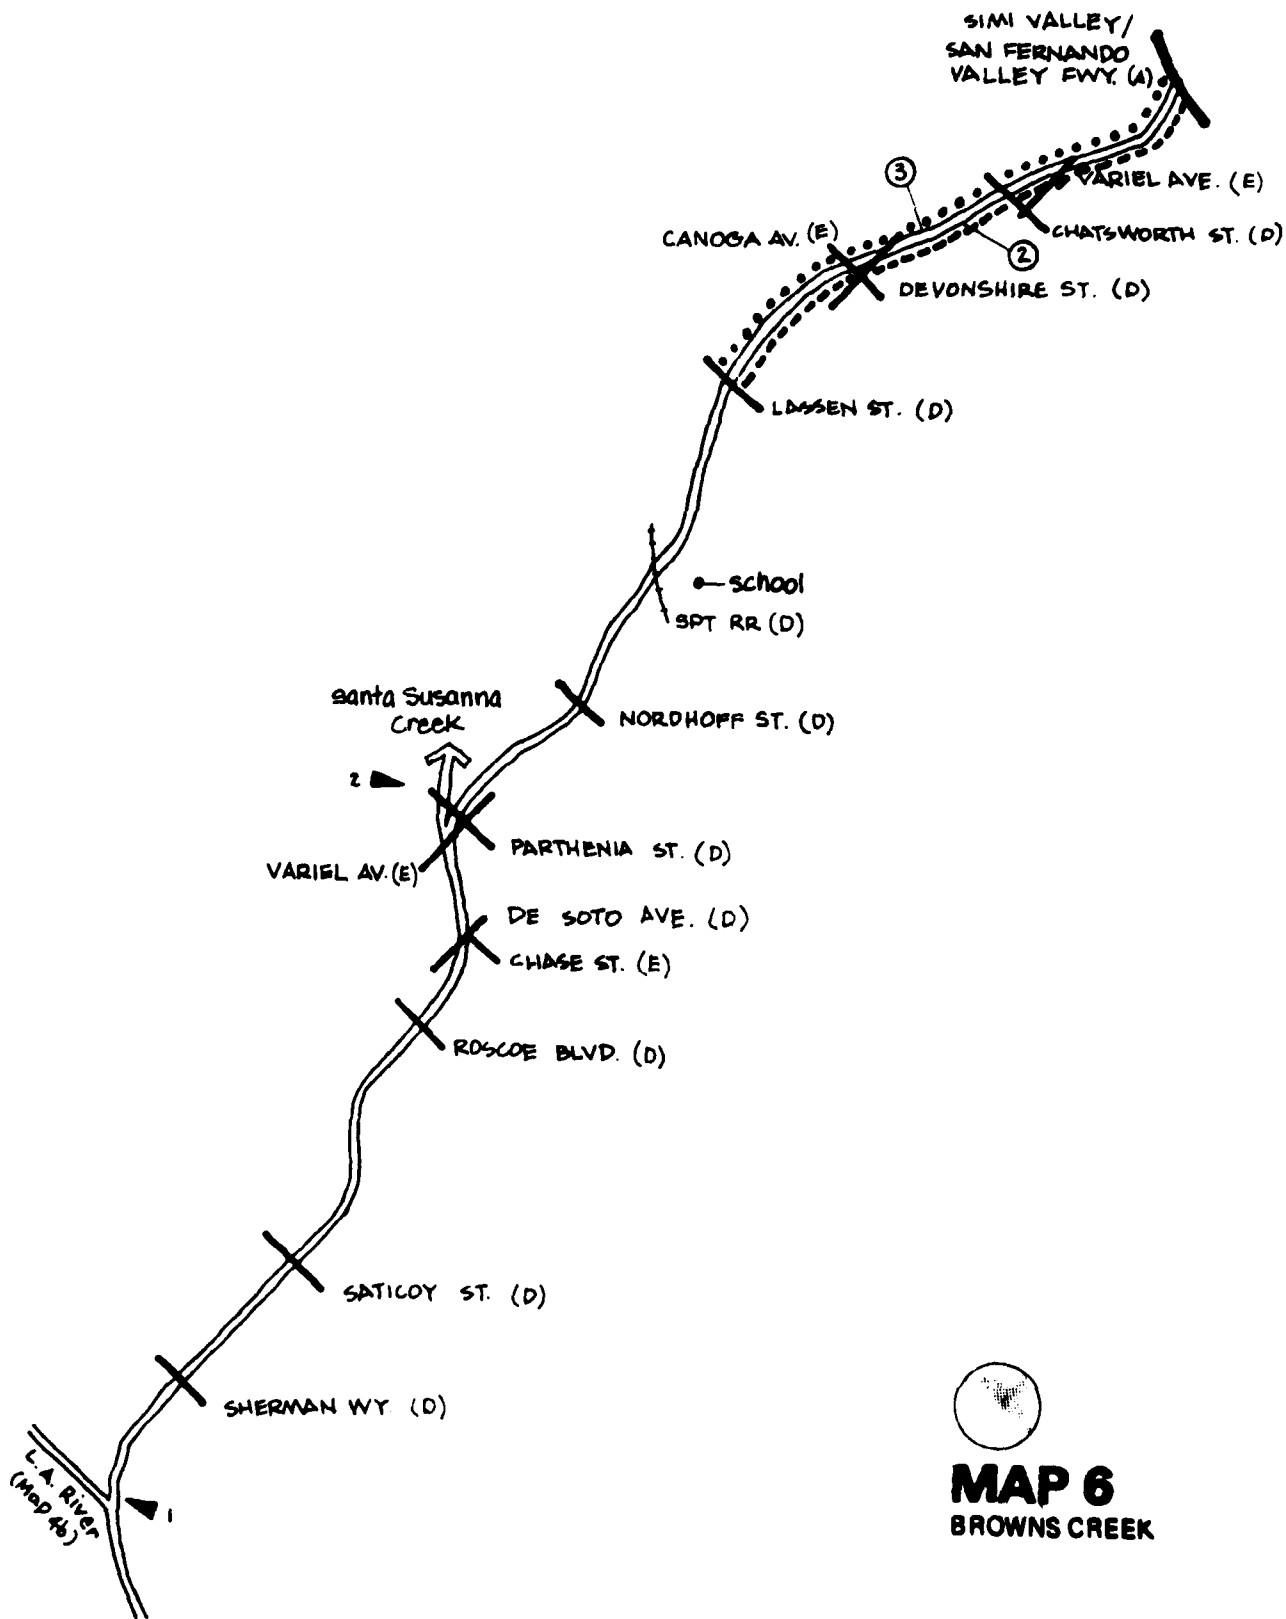 SIMI VALLEY/
SAN FERNANDO
VALLEY FWY. (A)
3
VARIEL AVE. (E)
CANOGA AV. (E)
CHATSWORTH ST. (D)
2
DEVONSHIRE ST. (D)
LASSEN ST. (D)
school
SPT RR (D)
Santa Susanna
Creek
NORDHOFF ST. (D)
2
PARTHENIA ST. (D)
VARIEL AV. (E)
DE SOTO AVE. (D)
CHASE ST. (E)
ROSCOE BLVD. (D)
SATICOY ST. (D)
SHERMAN WY (D)
L.A. River
(Map 4b)
1
MAP 6
BROWNS CREEK